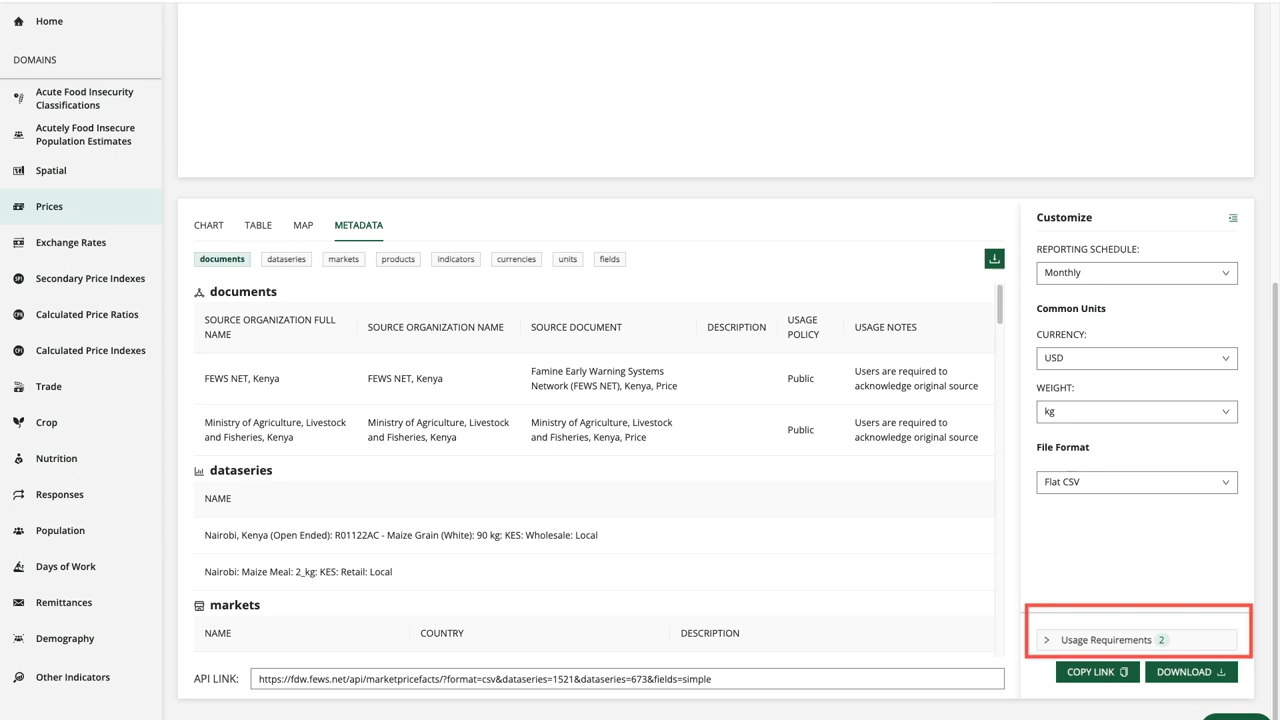 Home
DOMAINS
Acute Food Insecurity
Classifications
Acutely Food Insecure
Population Estimates
Spatial
Prices
Exchange Rates
Secondary Price Indexes
Calculated Price Ratios
Calculated Price Indexes
Trade
Crop
Nutrition
Responses
Population
Days of Work
Remittances
Demography
Other Indicators
CHART TABLE MAP METADATA
documents dataseries markets products indicators currencies units fields
documents
SOURCE ORGANIZATION FULL NAME SOURCE ORGANIZATION NAME SOURCE DOCUMENT DESCRIPTION USAGE POLICY USAGE NOTES
FEWS NET, Kenya FEWS NET, Kenya Famine Early Warning Systems Network (FEWS NET), Kenya, Price Public Users are required to acknowledge original source
Ministry of Agriculture, Livestock and Fisheries, Kenya Ministry of Agriculture, Livestock and Fisheries, Kenya Ministry of Agriculture, Livestock and Fisheries, Kenya, Price Public Users are required to acknowledge original source
dataseries
NAME
Nairobi, Kenya (Open Ended): R01122AC - Maize Grain (White): 90 kg: KES: Wholesale: Local
Nairobi: Maize Meal: 2_kg: KES: Retail: Local
markets
NAME COUNTRY DESCRIPTION
API LINK: https://fdw.fews.net/api/marketpricefacts/?format=csv&dataseries=1521&dataseries=673&fields=simple
Customize
REPORTING SCHEDULE:
Monthly
Common Units
CURRENCY:
USD
WEIGHT:
kg
File Format
Flat CSV
Usage Requirements 2
COPY LINK DOWNLOAD